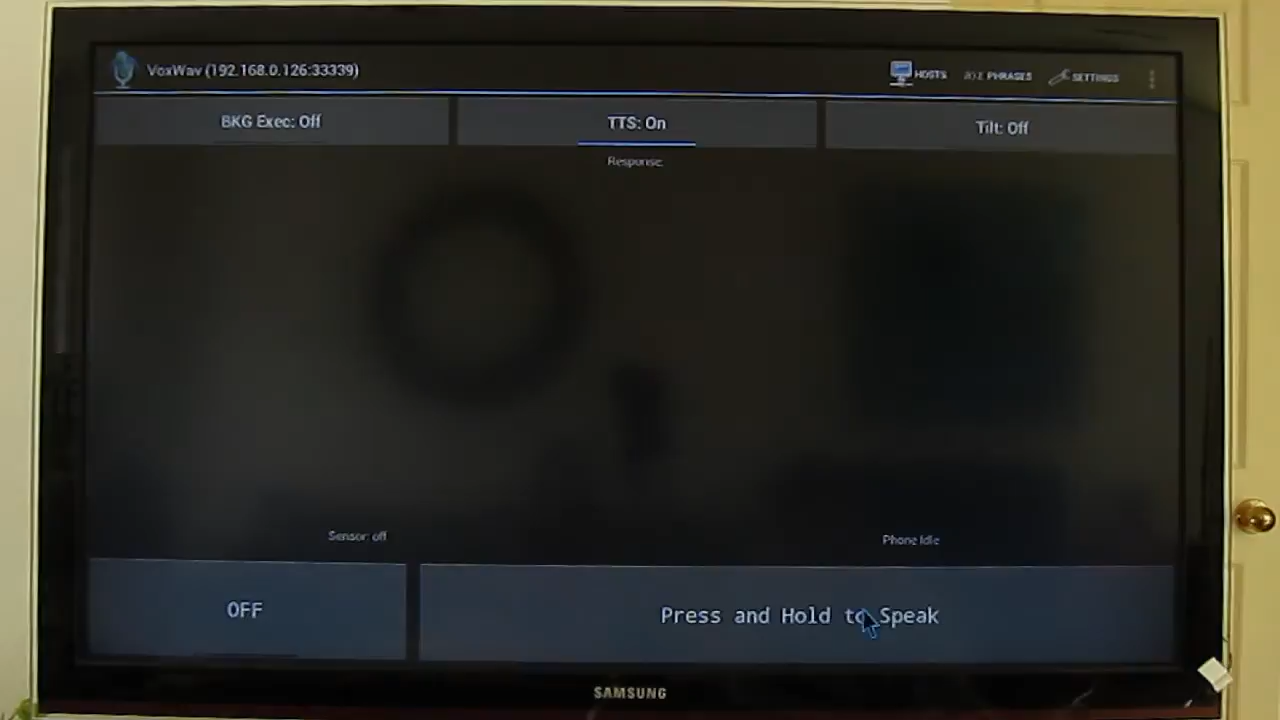 VoxWav (192.168.0.126:33339)
HOSTS
PHRASES
SETTINGS
BKG Exec: Off
TTS: On
Tilt: Off
Response:
Sensor: off
Phone Idle
OFF
Press and Hold to Speak
SAMSUNG